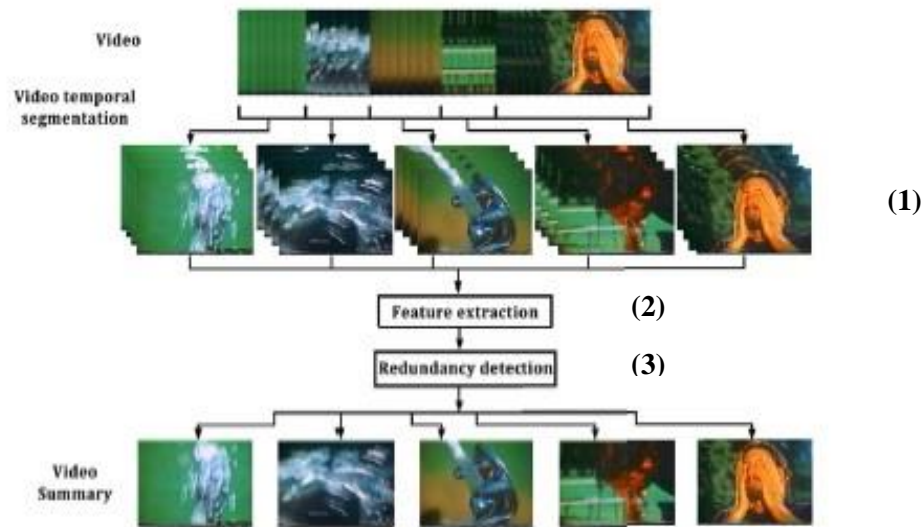 Video
Video temporal
segmentation
(1)
Feature extraction
(2)
Redundancy detection
(3)
Video
Summary